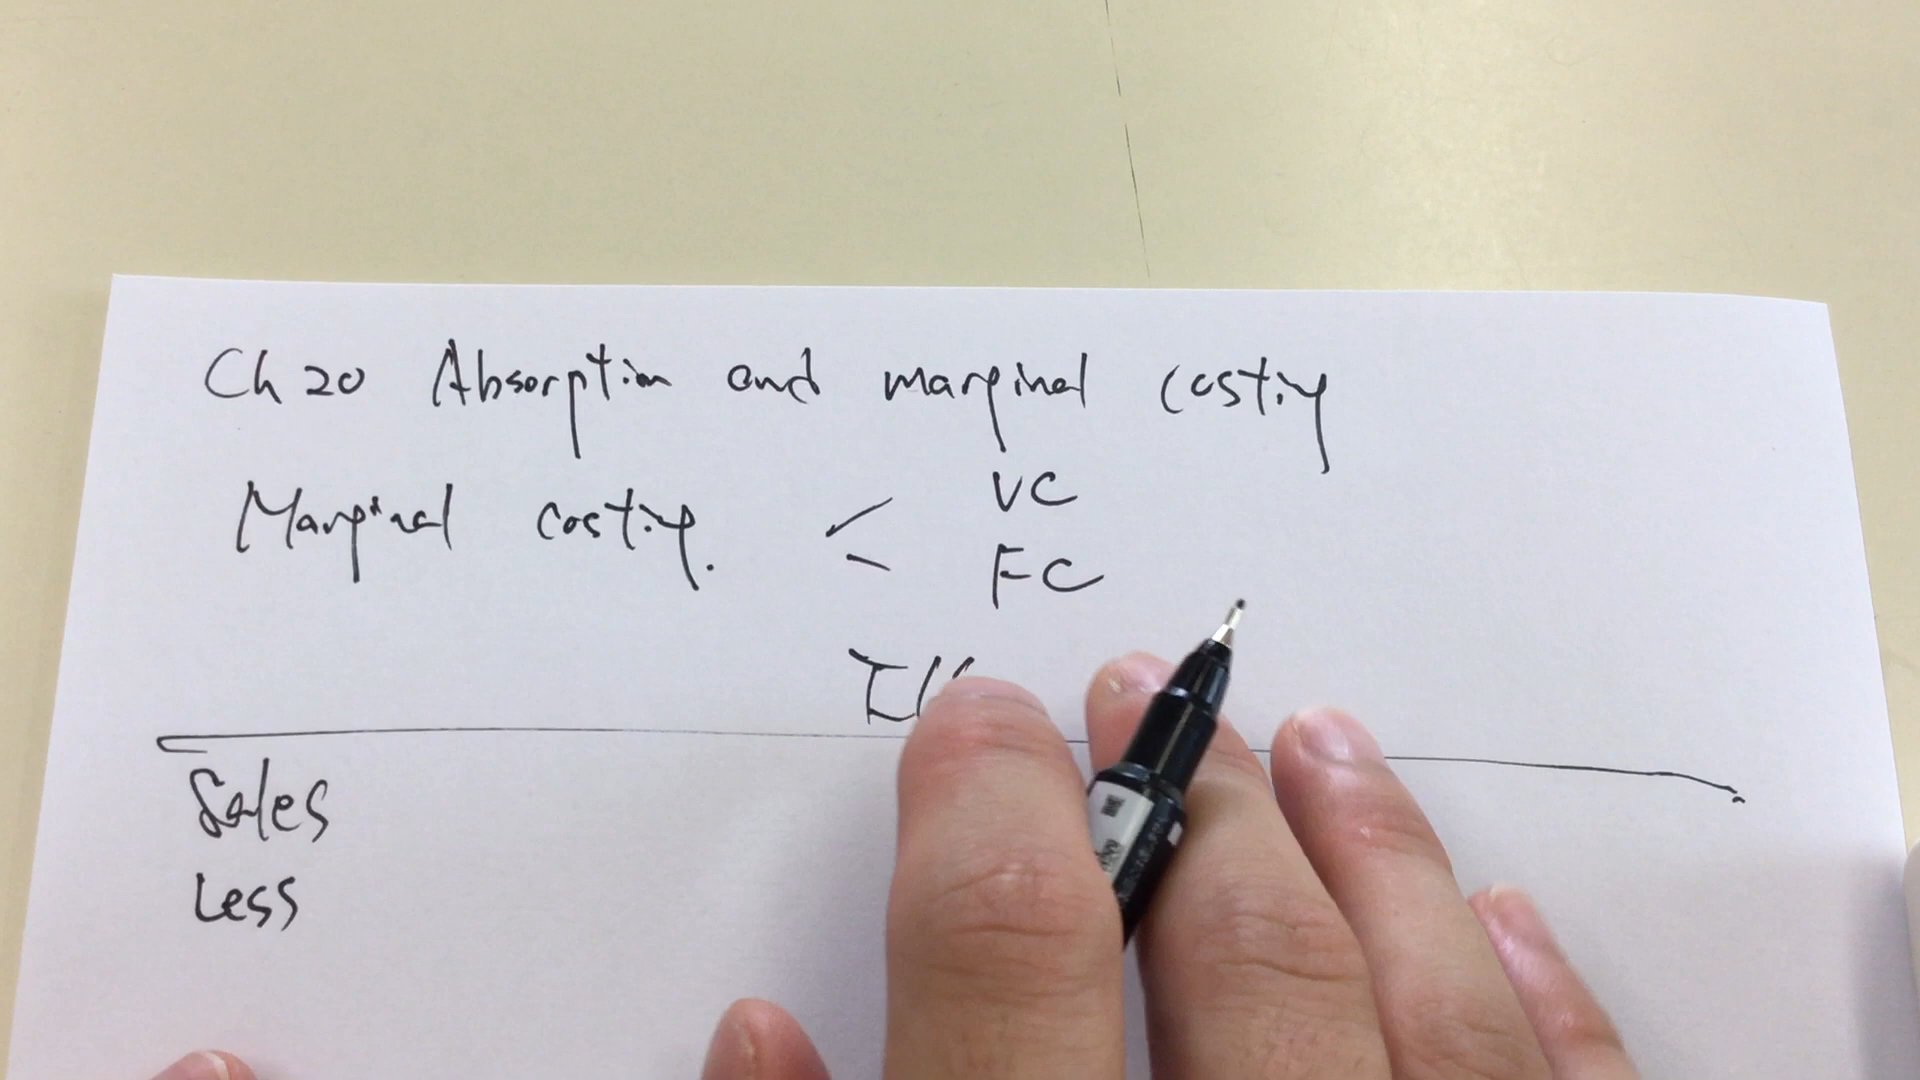 Ch 20 Absorption and marginal costing
Marginal costing. < VC
FC
Sales
Less